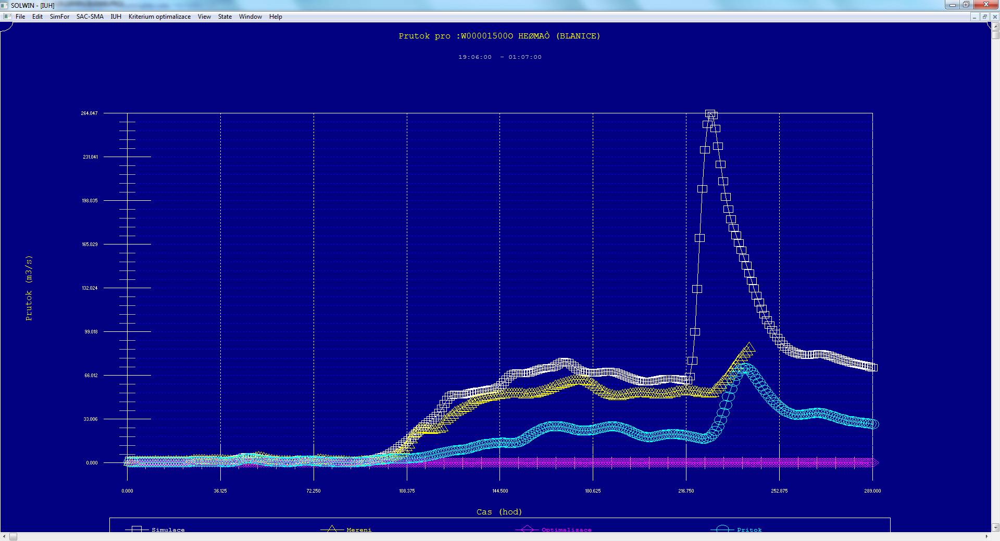 SOLWIN - [IUH]
File Edit SimFor SAC-SMA IUH Kriterium optimalizace View State Window Help
Prutok pro :W00001500O HEØMAÒ (BLANICE)
19:06:00 - 01:07:00
264.047
231.041
198.035
165.029
132.024
99.018
66.012
33.006
0.000
Prutok (m3/s)
0.000 36.125 72.250 108.375 144.500 180.625 216.750 252.875 289.000
Cas (hod)
Simulace Mereni Optimalizace Pritok